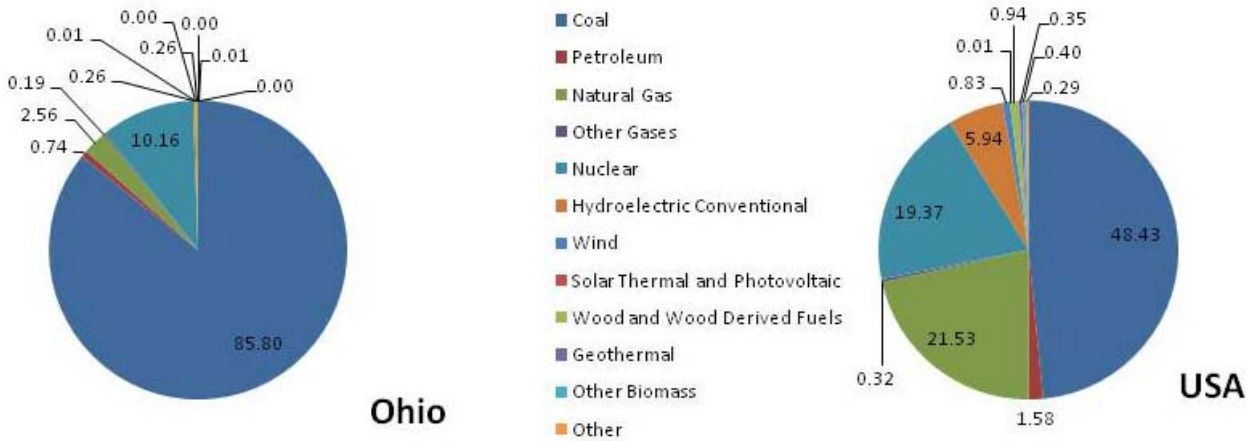 0.00
0.00
0.01
0.26
0.01
0.26
0.00
0.19
2.56
0.74
10.16
85.80
Ohio
Coal
Petroleum
Natural Gas
Other Gases
Nuclear
Hydroelectric Conventional
Wind
Solar Thermal and Photovoltaic
Wood and Wood Derived Fuels
Geothermal
Other Biomass
Other
0.94
0.35
0.01
0.40
0.83
0.29
5.94
19.37
48.43
21.53
0.32
1.58
USA